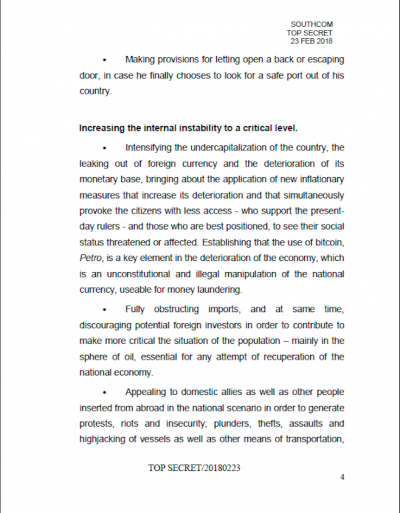 SOUTHCOM
TOP SECRET
23 FEB 2018
• Making provisions for letting open a back or escaping
door, in case he finally chooses to look for a safe port out of his
country.
Increasing the internal instability to a critical level.
• Intensifying the undercapitalization of the country, the
leaking out of foreign currency and the deterioration of its
monetary base, bringing about the application of new inflationary
measures that increase its deterioration and that simultaneously
provoke the citizens with less access - who support the present-
day rulers - and those who are best positioned, to see their social
status threatened or affected. Establishing that the use of bitcoin,
Petro, is a key element in the deterioration of the economy, which
is an unconstitutional and illegal manipulation of the national
currency, useable for money laundering.
• Fully obstructing imports, and at same time,
discouraging potential foreign investors in order to contribute to
make more critical the situation of the population – mainly in the
sphere of oil, essential for any attempt of recuperation of the
national economy.
• Appealing to domestic allies as well as other people
inserted from abroad in the national scenario in order to generate
protests, riots and insecurity; plunders, thefts, assaults and
highjacking of vessels as well as other means of transportation,
TOP SECRET/20180223
4